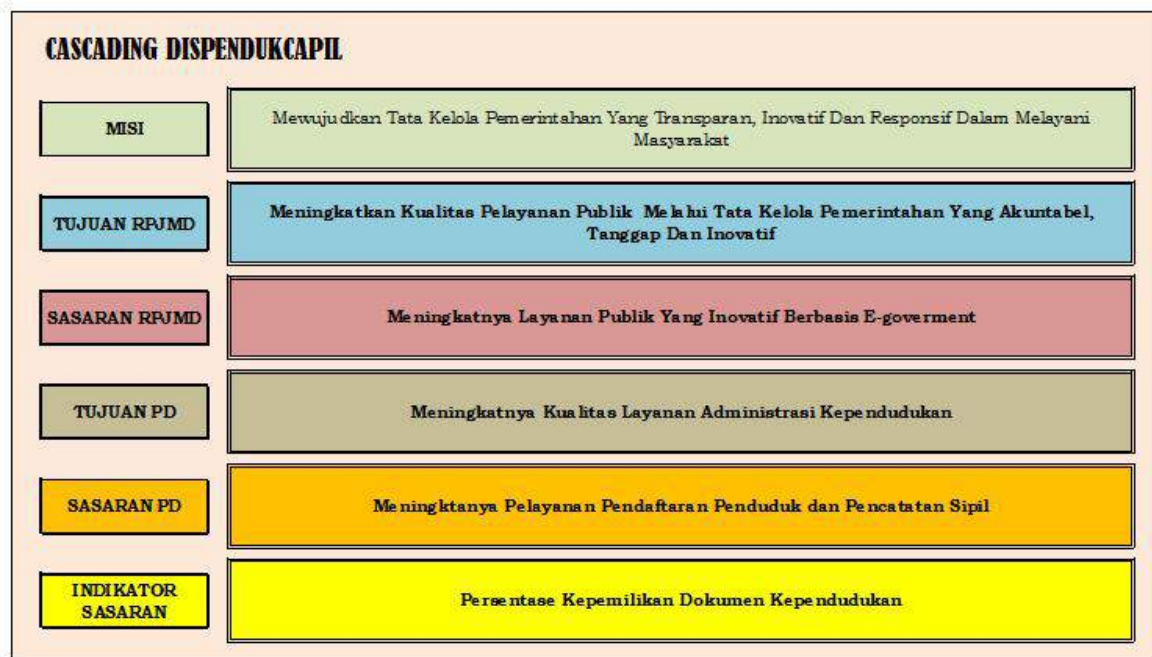 CASCADING DISPENDUKCAPIL
MISI
Mewujudkan Tata Kelola Pemerintahan Yang Transparan, Inovatif Dan Responsif Dalam Melayani
Masyarakat
TUJUAN RPJMD
Meningkatkan Kualitas Pelayanan Publik Melalui Tata Kelola Pemerintahan Yang Akuntabel,
Tanggap Dan Inovatif
SASARAN RPJMD
Meningkatnya Layanan Publik Yang Inovatif Berbasis E-goverment
TUJUAN PD
Meningkatnya Kualitas Layanan Administrasi Kependudukan
SASARAN PD
Meningktanya Pelayanan Pendaftaran Penduduk dan Pencatatan Sipil
INDIKATOR
SASARAN
Persentase Kepemilikan Dokumen Kependudukan